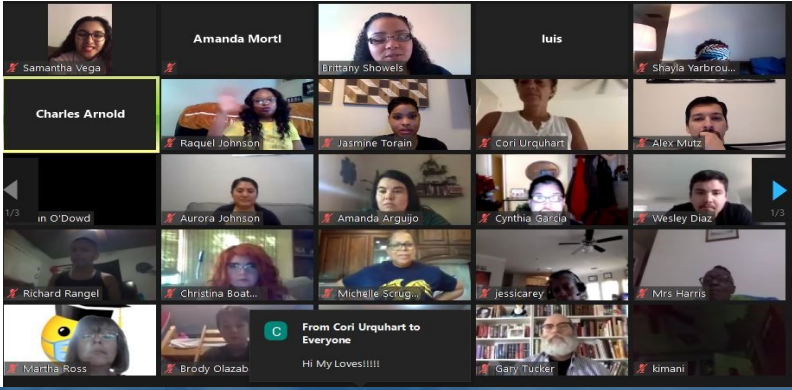 Samantha Vega
Amanda Mortl
Brittany Showels
luis
Shayla Yarbrou...
Charles Arnold
Raquel Johnson
Jasmine Torain
Cori Urquhart
Alex Mutz
1/3
n O'Dowd
Aurora Johnson
Amanda Arguijo
Cynthia Garcia
Wesley Diaz
1/3
Richard Rangel
Christina Boat...
Michelle Scrug...
jessicarey
Mrs Harris
Martha Ross
Brody Olazab
C
From Cori Urquhart to
Everyone
Hi My Loves!!!!!
Gary Tucker
kimani